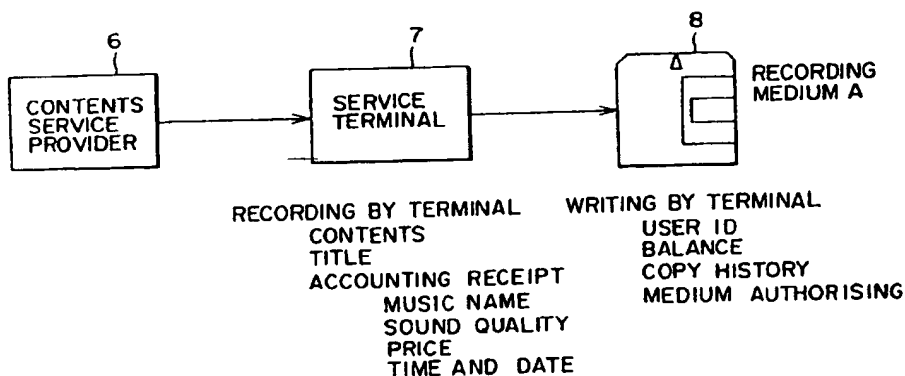 6
CONTENTS
SERVICE
PROVIDER
7
SERVICE
TERMINAL
8
RECORDING
MEDIUM A
RECORDING BY TERMINAL
CONTENTS
TITLE
ACCOUNTING RECEIPT
MUSIC NAME
SOUND QUALITY
PRICE
TIME AND DATE
WRITING BY TERMINAL
USER ID
BALANCE
COPY HISTORY
MEDIUM AUTHORISING